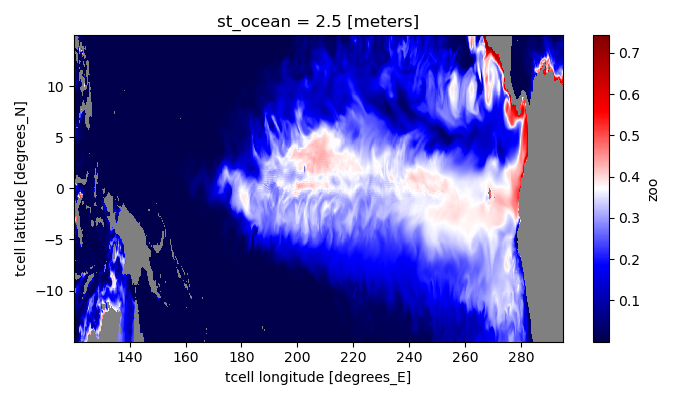 st_ocean = 2.5 [meters]
10
5
0
−5
−10
tcell latitude [degrees_N]
140 160 180 200 220 240 260 280
tcell longitude [degrees_E]
0.7
0.6
0.5
0.4
0.3
0.2
0.1
zoo